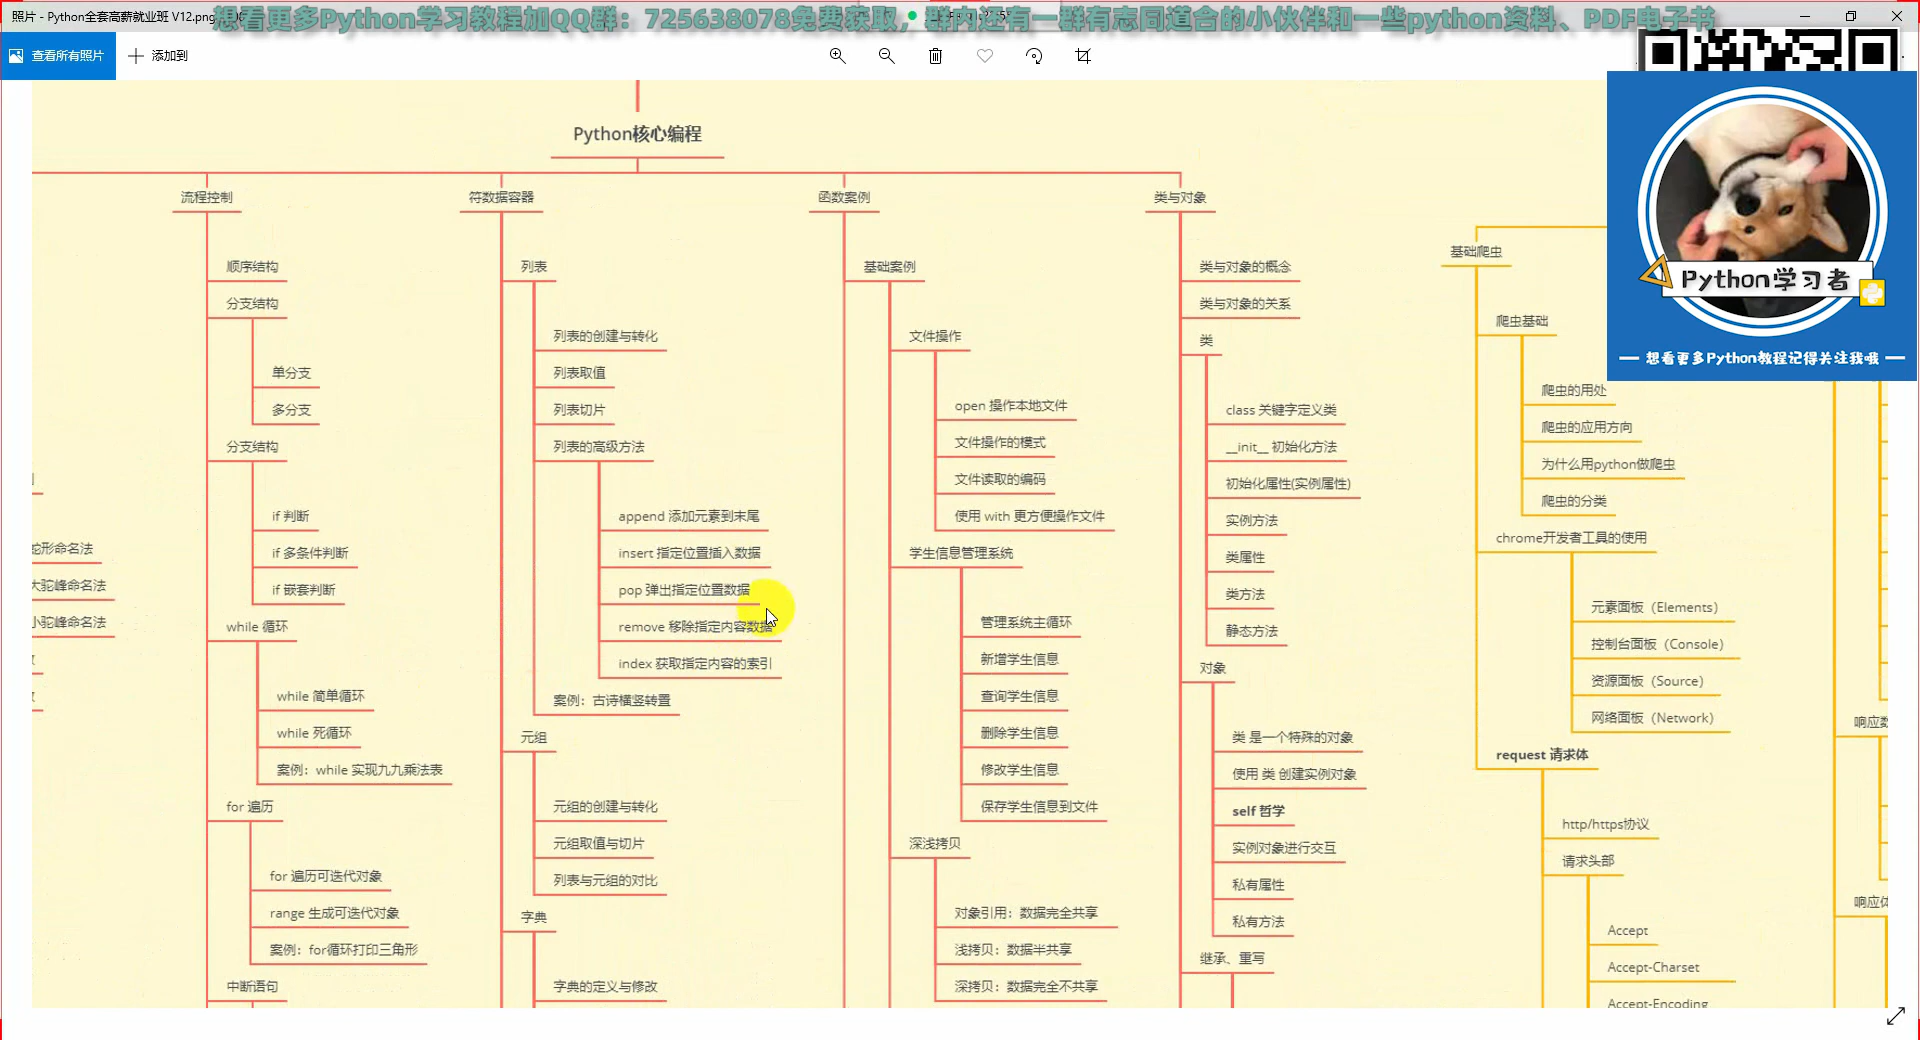 照片 - Python全套高薪就业班 V12.png
想看更多Python学习教程加QQ群：725638078免费获取，群内还有一群有志同道合的小伙伴和一些python资料、PDF电子书
查看所有照片
添加到
Python核心编程
流程控制
顺序结构
分支结构
单分支
多分支
分支结构
if 判断
if 多条件判断
if 嵌套判断
while 循环
while 简单循环
while 死循环
案例：while 实现九九乘法表
for 遍历
for 遍历可迭代对象
range 生成可迭代对象
案例：for循环打印三角形
中断语句
蛇形命名法
大驼峰命名法
小驼峰命名法
符数据容器
列表
列表的创建与转化
列表取值
列表切片
列表的高级方法
append 添加元素到末尾
insert 指定位置插入数据
pop 弹出指定位置数据
remove 移除指定内容数据
index 获取指定内容的索引
案例：古诗横竖转置
元组
元组的创建与转化
元组取值与切片
列表与元组的对比
字典
字典的定义与修改
函数案例
基础案例
文件操作
open 操作本地文件
文件操作的模式
文件读取的编码
使用 with 更方便操作文件
学生信息管理系统
管理系统主循环
新增学生信息
查询学生信息
删除学生信息
修改学生信息
保存学生信息到文件
深浅拷贝
对象引用：数据完全共享
浅拷贝：数据半共享
深拷贝：数据完全不共享
类与对象
类与对象的概念
类与对象的关系
类
class 关键字定义类
__init__ 初始化方法
初始化属性(实例属性)
实例方法
类属性
类方法
静态方法
对象
类 是一个特殊的对象
使用 类 创建实例对象
self 哲学
实例对象进行交互
私有属性
私有方法
继承、重写
基础爬虫
爬虫基础
爬虫的用处
爬虫的应用方向
为什么用python做爬虫
爬虫的分类
chrome开发者工具的使用
元素面板（Elements）
控制台面板（Console）
资源面板（Source）
网络面板（Network）
request 请求体
http/https协议
请求头部
Accept
Accept-Charset
Accept-Encoding
响应数
响应体
Python学习者
想看更多Python教程记得关注我哦